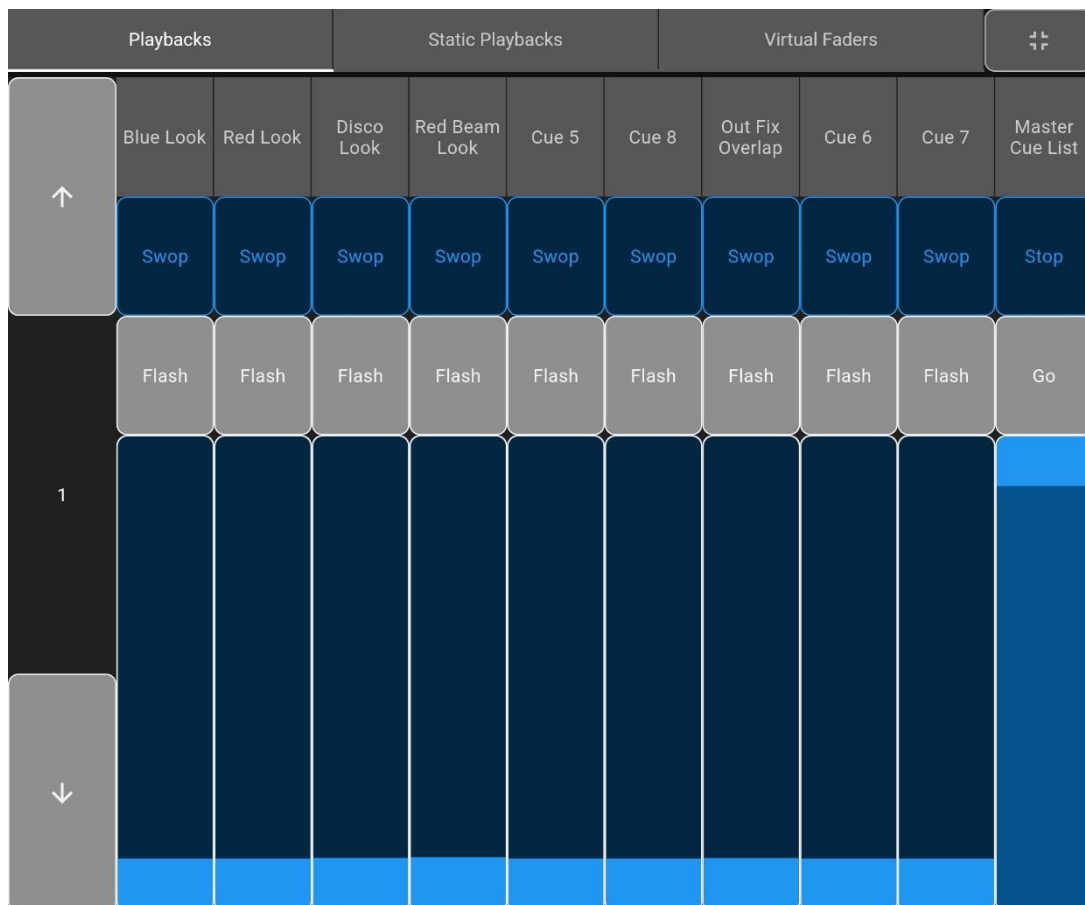 Playbacks
Static Playbacks
Virtual Faders
Blue Look
Red Look
Disco
Look
Red Beam
Look
Cue 5
Cue 8
Out Fix
Overlap
Cue 6
Cue 7
Master
Cue List
Swop
Swop
Swop
Swop
Swop
Swop
Swop
Swop
Swop
Stop
Flash
Flash
Flash
Flash
Flash
Flash
Flash
Flash
Flash
Go
1